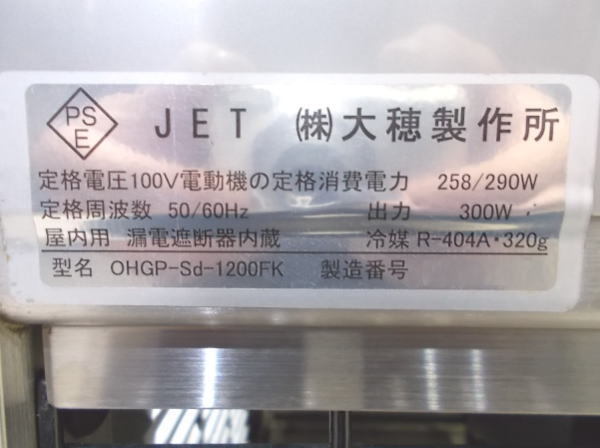 PS
E
JET ㈱大穂製作所
定格電圧100V電動機の定格消費電力 258/290W
定格周波数 50/60Hz 出力 300W
屋内用 漏電遮断器内蔵 冷媒 R-404A・320g
型名 OHGP-Sd-1200FK 製造番号